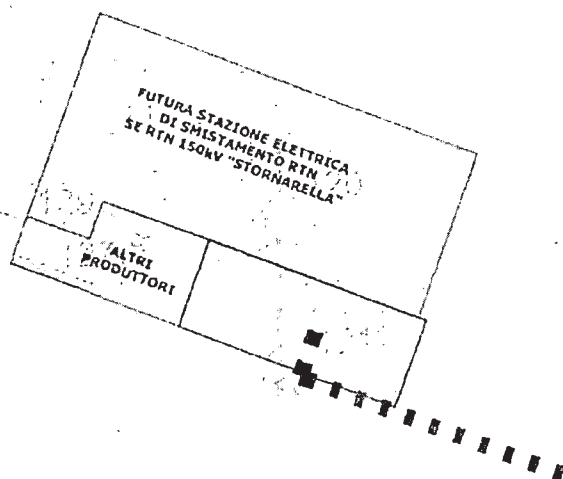 FUTURA STAZIONE ELETTRICA
DI SMISTAMENTO RTN
SE RTN 150kV "STORNARELLA"
ALTRI
PRODUTTORI